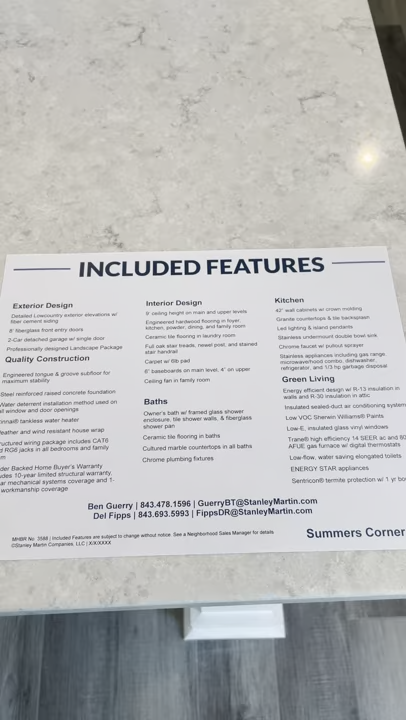 INCLUDED FEATURES
Exterior Design
Detailed Lowcountry exterior elevations w/
fiber cement siding
8' fiberglass front entry doors
2-Car detached garage w/ single door
Professionally designed Landscape Package
Quality Construction
Engineered tongue & groove subfloor for
maximum stability
Steel reinforced raised concrete foundation
Water deterrent installation method used on
window and door openings
tankless water heater
eather and wind resistant house wrap
uctured wiring package includes CAT6
RG6 jacks in all bedrooms and family
der Backed Home Buyer's Warranty
des 10-year limited structural warranty,
ar mechanical systems coverage and 1-
workmanship coverage
Interior Design
9' ceiling height on main and upper levels
Engineered hardwood flooring in foyer,
kitchen, powder, dining, and family room
Ceramic tile flooring in laundry room
Full oak stair treads, newel post, and stained
stair handrail
Carpet w/ 6lb pad
6" baseboards on main level, 4" on upper
Ceiling fan in family room
Baths
Owner's bath w/ framed glass shower
enclosure, tile shower walls, & fiberglass
shower pan
Ceramic tile flooring in baths
Cultured marble countertops in all baths
Chrome plumbing fixtures
Kitchen
42" wall cabinets w/ crown molding
Granite countertops & tile backsplash
Led lighting & island pendants
Stainless undermount double bowl sink
Chrome faucet w/ pullout sprayer
Stainless appliances including gas range,
microwave/hood combo, dishwasher,
refrigerator, and 1/3 hp garbage disposal
Green Living
Energy efficient design w/ R-13 insulation in
walls and R-30 insulation in attic
Insulated sealed-duct air conditioning system
Low VOC Sherwin Williams® Paints
Low-E, insulated glass vinyl windows
Trane® high efficiency 14 SEER ac and 80
AFUE gas furnace w/ digital thermostats
Low-flow, water saving elongated toilets
ENERGY STAR appliances
Sentricon® termite protection w/ 1 yr bo
Ben Guerry | 843.478.1596 | GuerryBT@StanleyMartin.com
Del Fipps | 843.693.5993 | FippsDR@StanleyMartin.com
MHBR No. 3588 | Included Features are subject to change without notice. See a Neighborhood Sales Manager for details
©Stanley Martin Companies, LLC | X/X/XXXX
Summers Corner